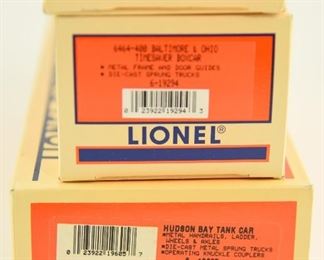 6464-400 BALTIMORE & OHIO
TIMESAVER BOXCAR
▪ METAL FRAME AND DOOR GUIDES
▪ DIE-CAST SPRUNG TRUCKS
6-19294
0 23922 19294 3
LIONEL®
HUDSON BAY TANK CAR
▪METAL HANDRAILS, LADDER,
WHEELS & AXLES
▪DIE-CAST METAL SPRUNG TRUCKS
▪OPERATING KNUCKLE COUPLERS
0 23922 19605 7